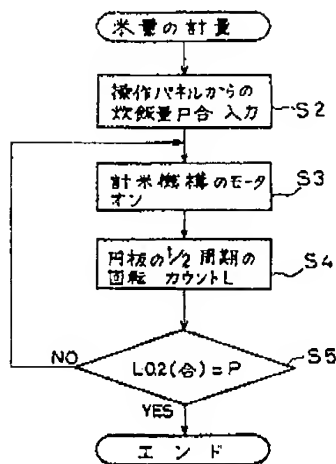 米量の計量
操作パネルからの
炊飯量P合 入力
S2
計米機構のモータ
オン
S3
円板の1/2 周期の
回転 カウントL
S4
L0.2(合)=P
S5
NO
YES
エンド